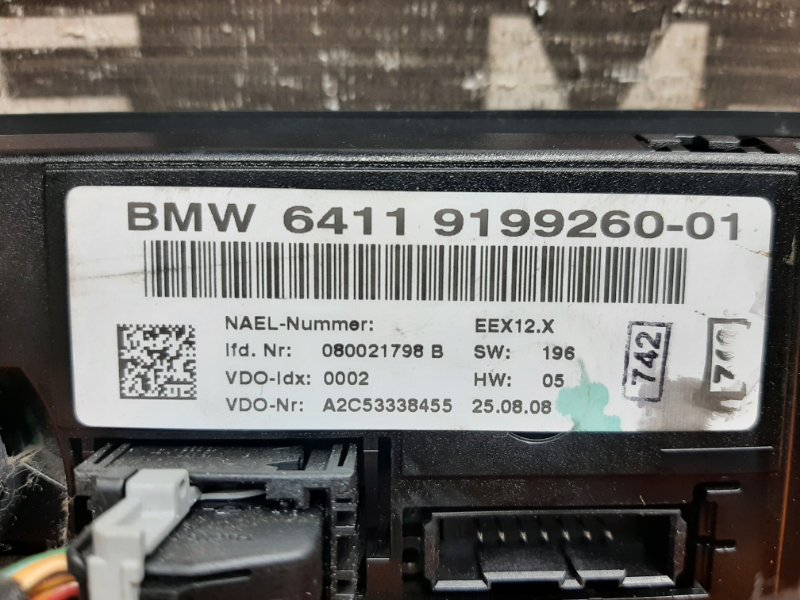 BMW 6411 9199260-01
NAEL-Nummer: EEX12.X
lfd. Nr: 080021798 B SW: 196
VDO-Idx: 0002 HW: 05
VDO-Nr: A2C53338455 25.08.08
742